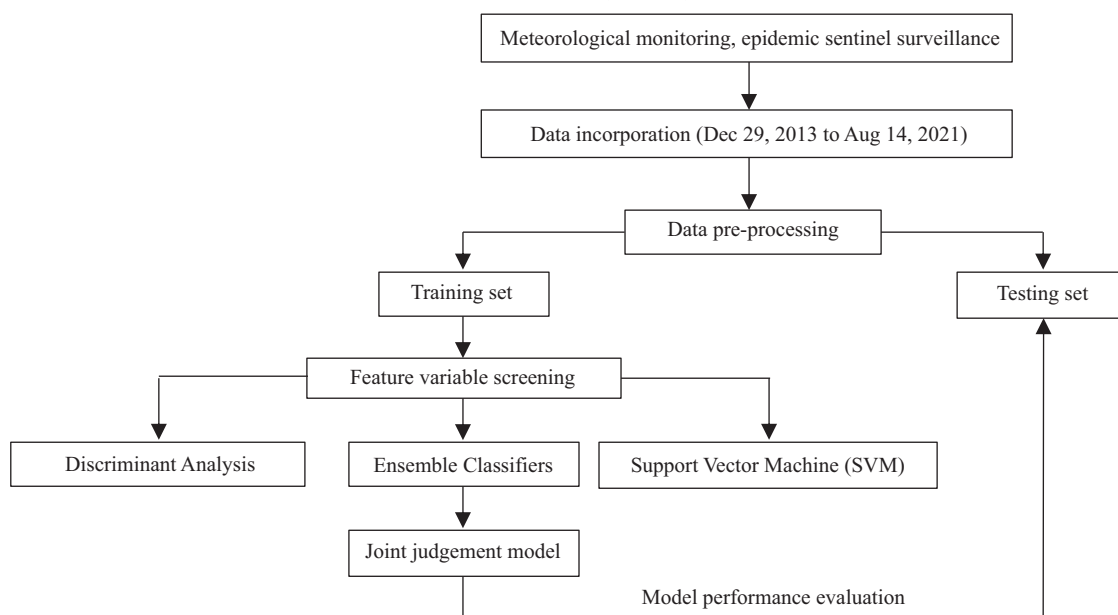 Meteorological monitoring, epidemic sentinel surveillance
Data incorporation (Dec 29, 2013 to Aug 14, 2021)
Data pre-processing
Training set
Testing set
Feature variable screening
Discriminant Analysis
Ensemble Classifiers
Support Vector Machine (SVM)
Joint judgement model
Model performance evaluation